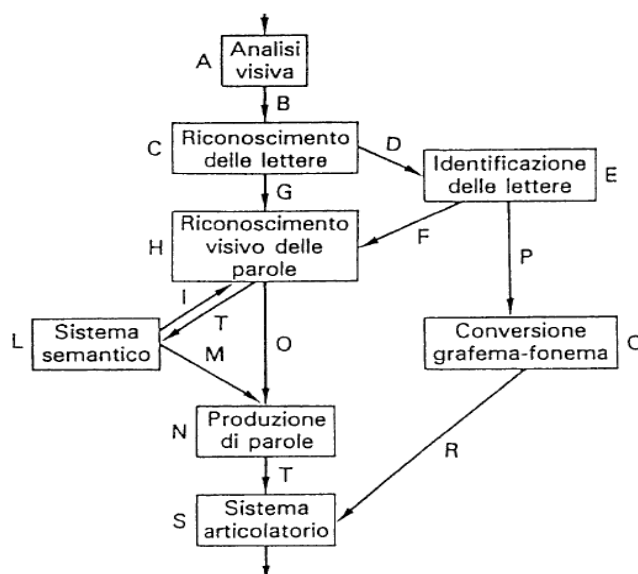 A
Analisi
visiva
B
C
Riconoscimento
delle lettere
D
Identificazione
delle lettere
E
G
F
H
Riconoscimento
visivo delle
parole
P
I
T
L
Sistema
semantico
M
O
Conversione
grafema-fonema
Q
N
Produzione
di parole
R
T
S
Sistema
articolatorio